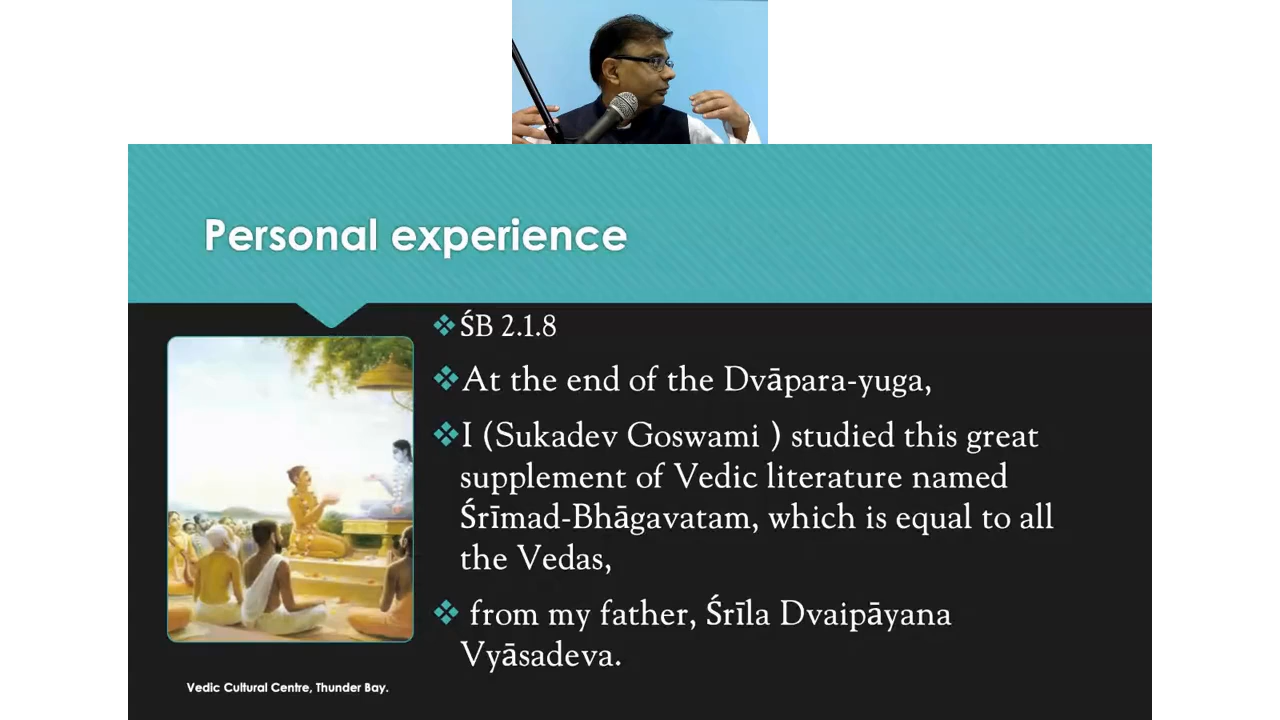 Personal experience
❖ŚB 2.1.8
❖At the end of the Dvāpara-yuga,
❖I (Sukadev Goswami ) studied this great
supplement of Vedic literature named
Śrīmad-Bhāgavatam, which is equal to all
the Vedas,
❖ from my father, Śrīla Dvaipāyana
Vyāsadeva.
Vedic Cultural Centre, Thunder Bay.